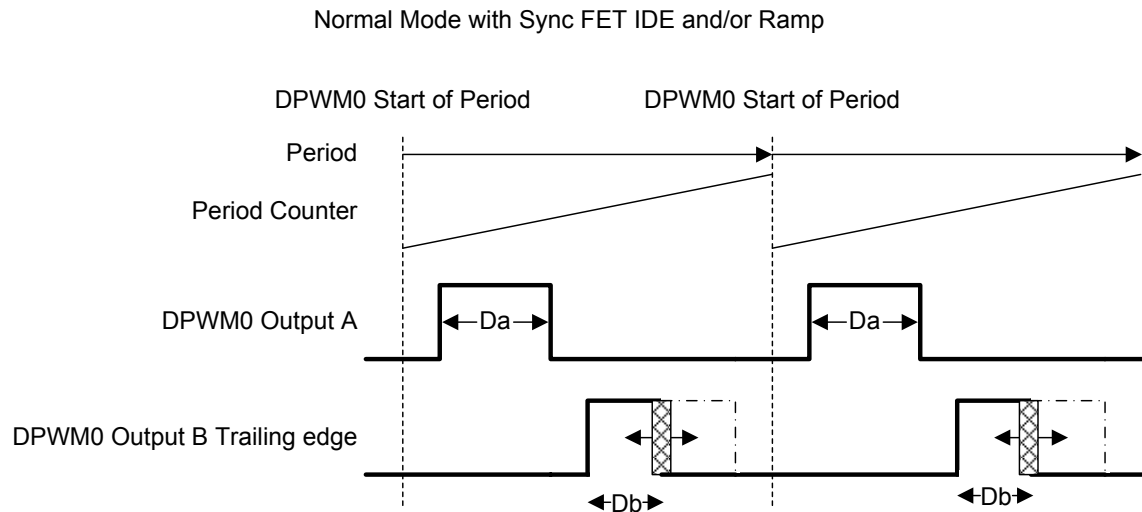 Normal Mode with Sync FET IDE and/or Ramp
DPWM0 Start of Period
DPWM0 Start of Period
Period
Period Counter
DPWM0 Output A
Da
Da
DPWM0 Output B Trailing edge
Db
Db